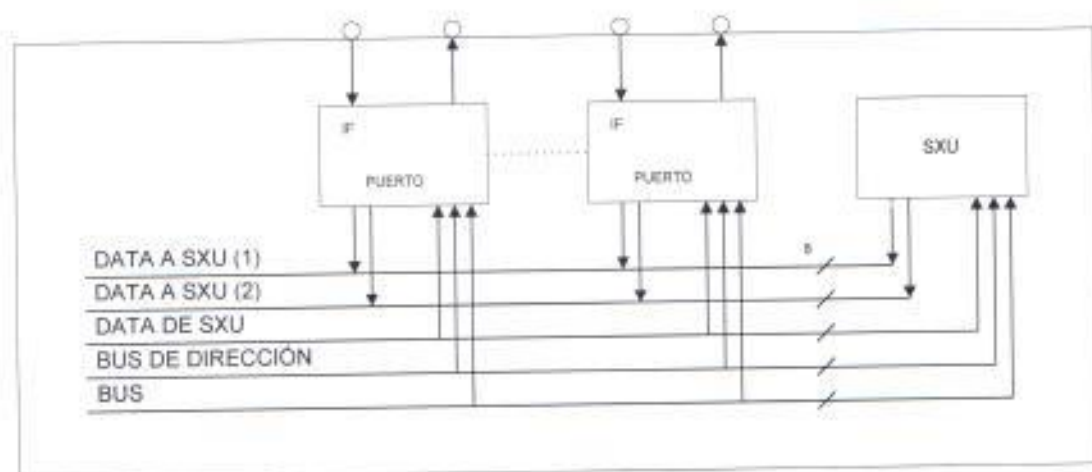 IF
PUERTO
IF
PUERTO
SXU
DATA A SXU (1)
8
DATA A SXU (2)
DATA DE SXU
BUS DE DIRECCIÓN
BUS